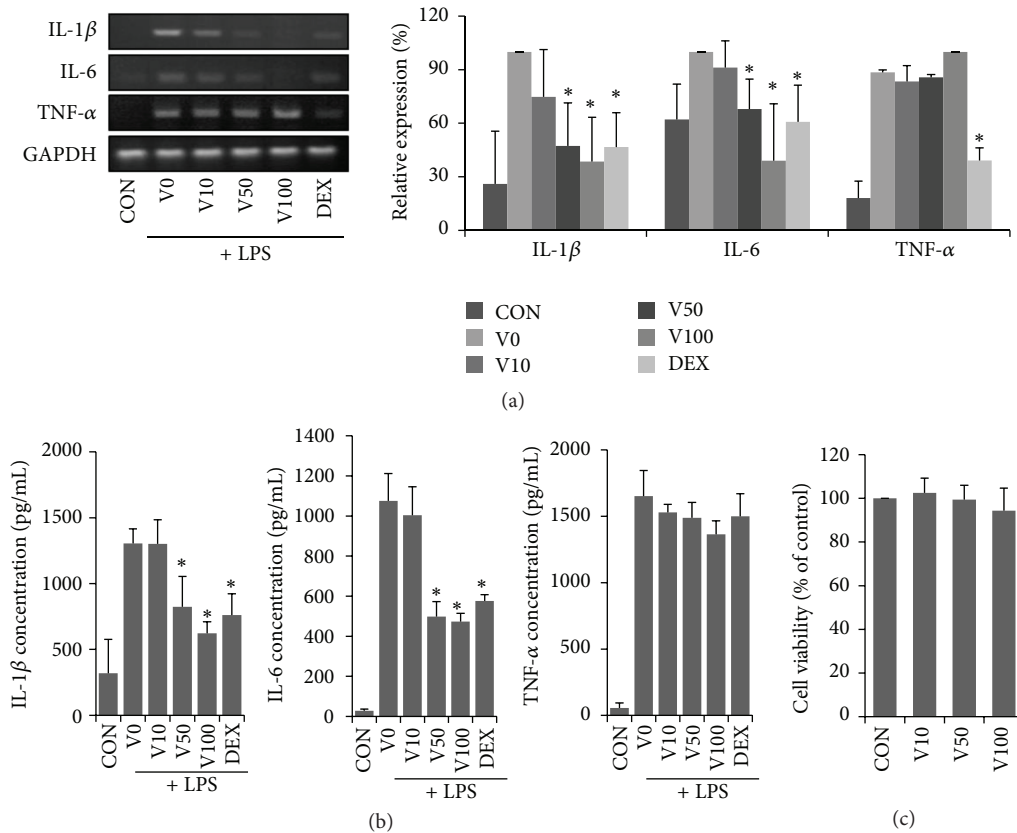 IL-1β
IL-6
TNF-α
GAPDH
CON
V0
V10
V50
V100
DEX
+ LPS
Relative expression (%)
120
90
60
30
0
* * *
* * *
*
IL-1β
IL-6
TNF-α
CON
V0
V10
V50
V100
DEX
(a)
IL-1β concentration (pg/mL)
2000
1500
1000
500
0
* * *
CON
V0
V10
V50
V100
DEX
+ LPS
IL-6 concentration (pg/mL)
1400
1200
1000
800
600
400
200
0
* * *
CON
V0
V10
V50
V100
DEX
+ LPS
TNF-α concentration (pg/mL)
2000
1500
1000
500
0
CON
V0
V10
V50
V100
DEX
+ LPS
(b)
Cell viability (% of control)
120
100
80
60
40
20
0
CON
V10
V50
V100
(c)